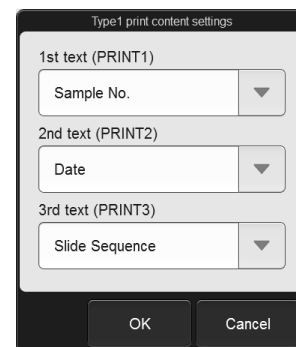 Type1 print content settings
1st text (PRINT1)
Sample No.
2nd text (PRINT2)
Date
3rd text (PRINT3)
Slide Sequence
OK Cancel